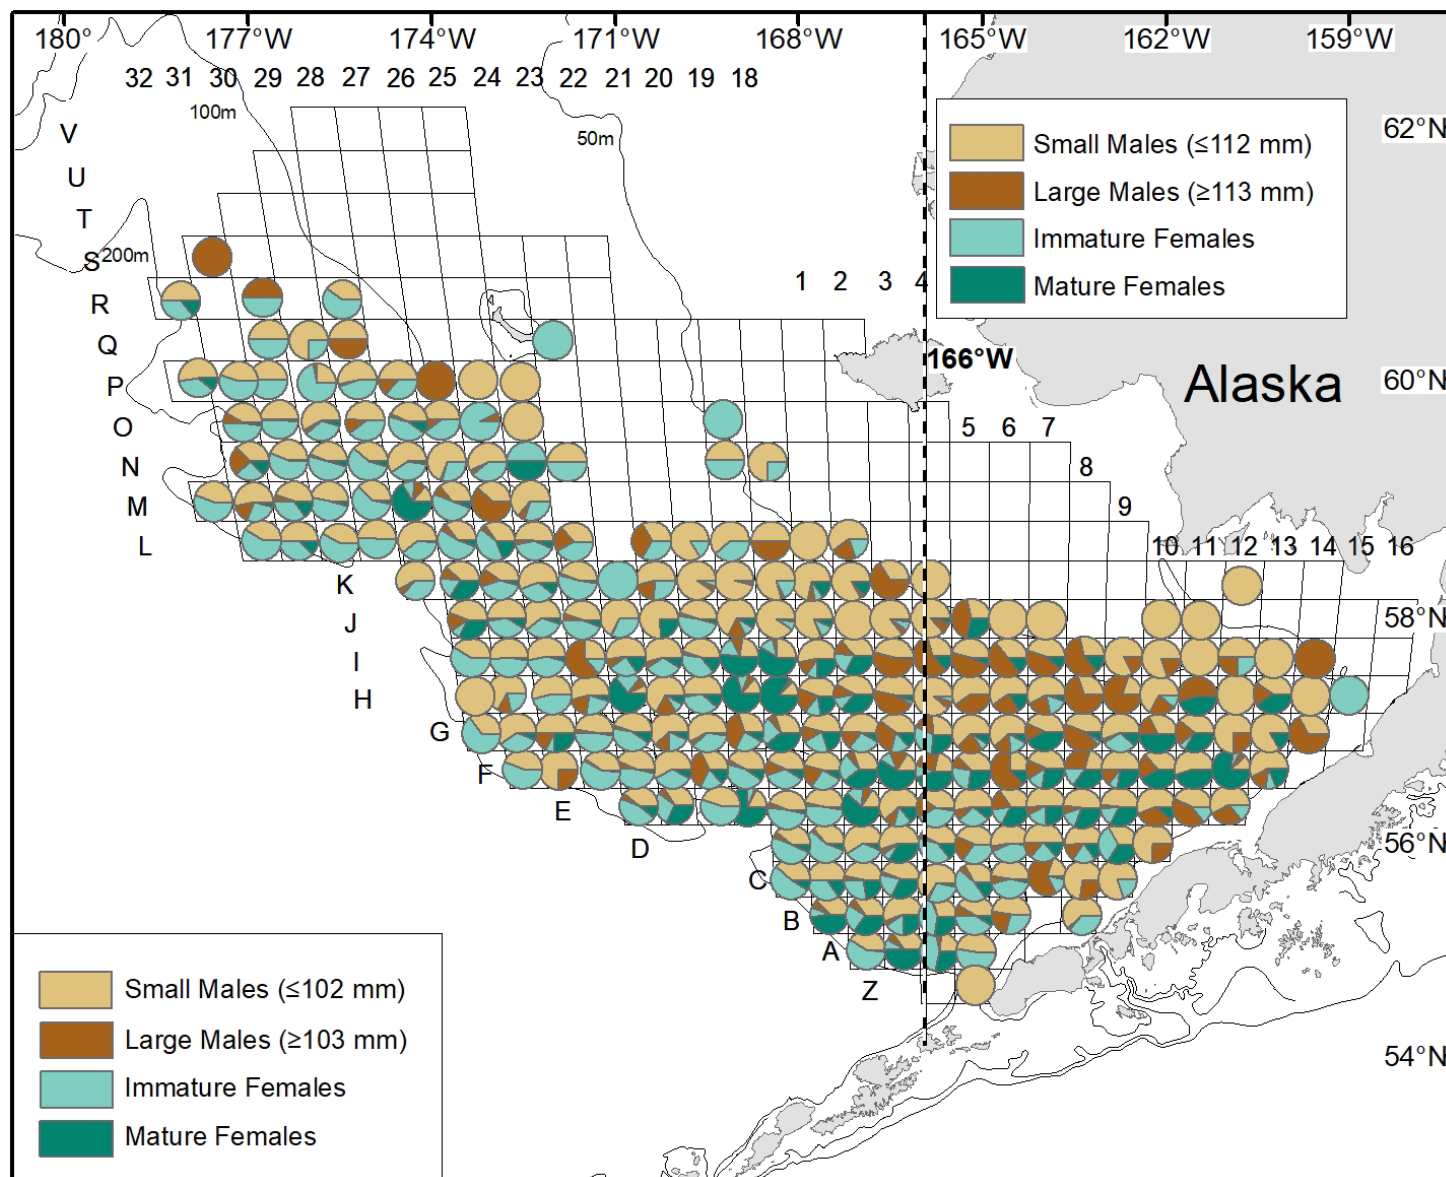 180° 177°W 174°W 171°W 168°W 165°W 162°W 159°W
32 31 30 29 28 27 26 25 24 23 22 21 20 19 18
100m
50m
62°N
V
U
T
S
200m
R
Q
P
O
N
M
L
K
J
I
H
G
F
E
D
C
B
A
Z
1 2 3 4
Small Males (≤112 mm)
Large Males (≥113 mm)
Immature Females
Mature Females
166°W
60°N
Alaska
5 6 7
8
9
10 11 12 13 14 15 16
58°N
56°N
54°N
Small Males (≤102 mm)
Large Males (≥103 mm)
Immature Females
Mature Females